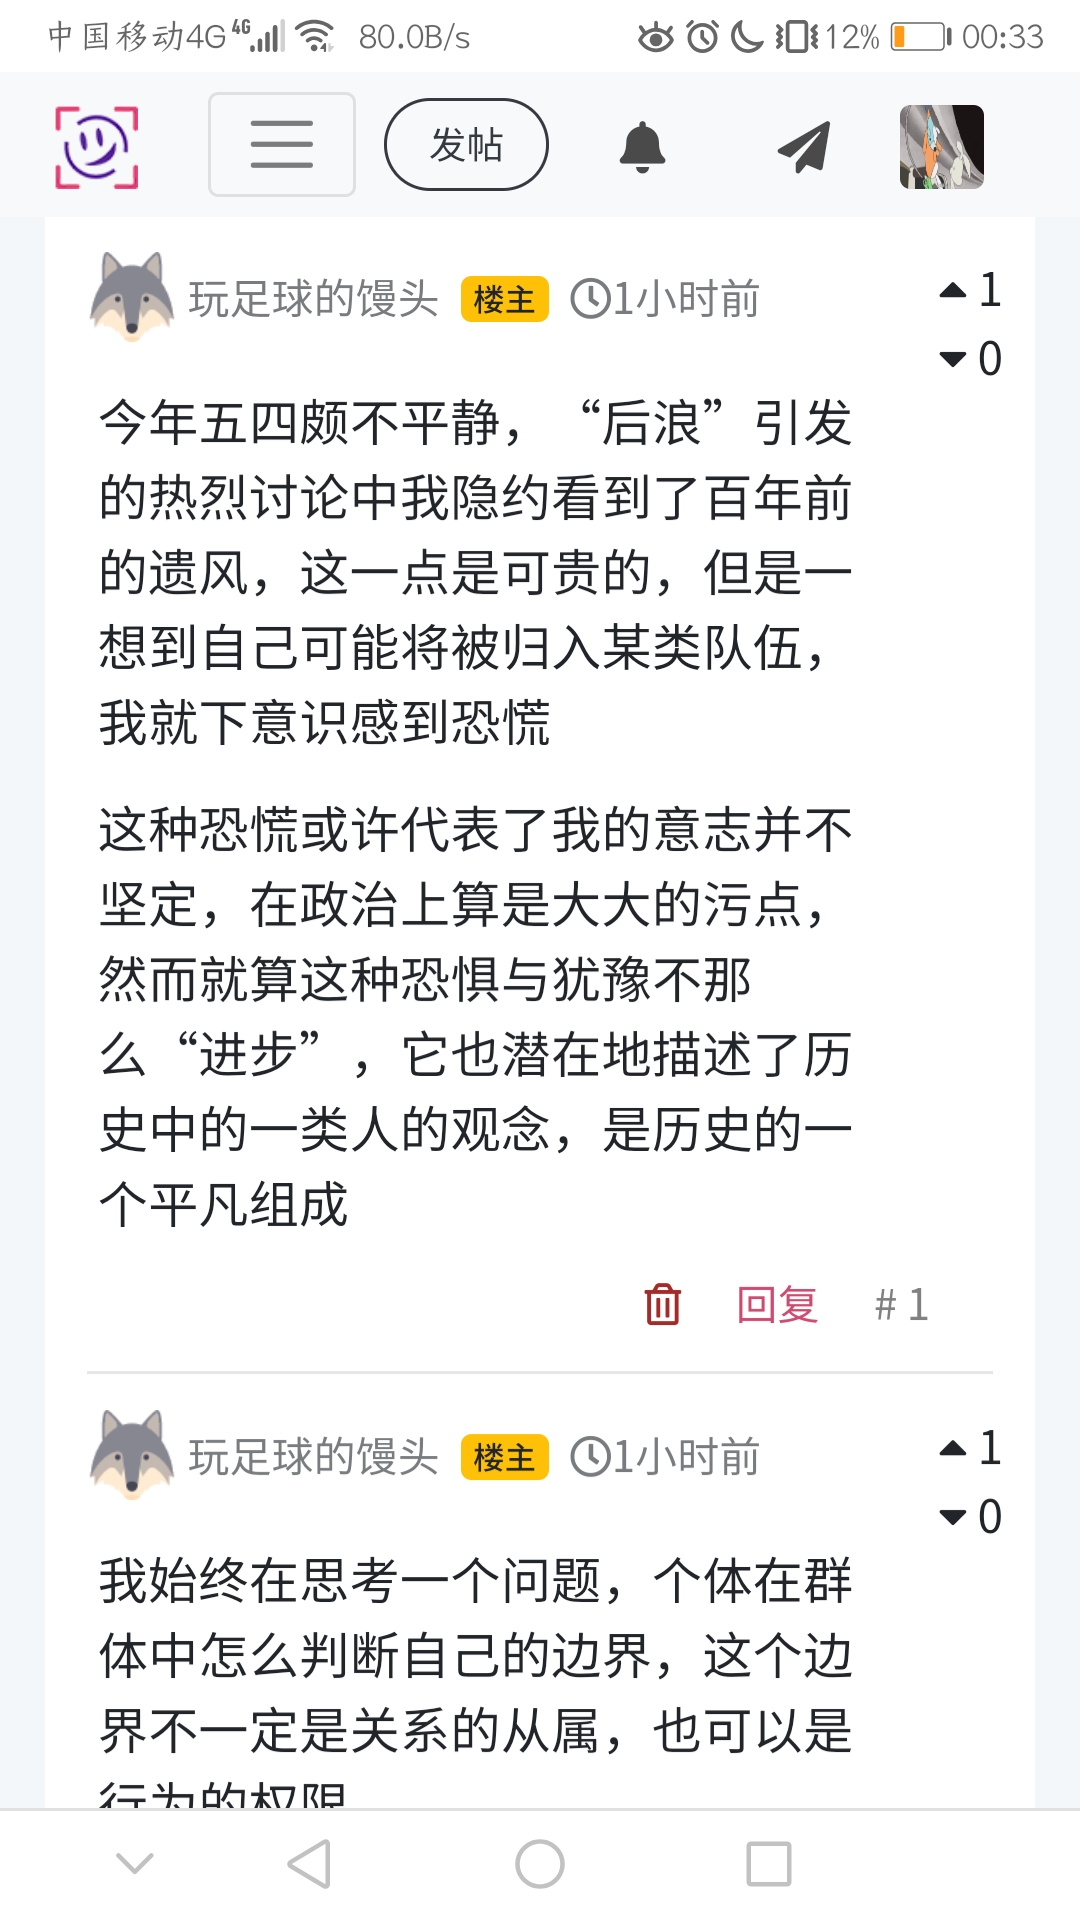 中国移动4G 4G 80.0B/s 12% 00:33
发帖
玩足球的馒头 楼主 1小时前 1
0
今年五四颇不平静，“后浪”引发
的热烈讨论中我隐约看到了百年前
的遗风，这一点是可贵的，但是一
想到自己可能将被归入某类队伍，
我就下意识感到恐慌
这种恐慌或许代表了我的意志并不
坚定，在政治上算是大大的污点，
然而就算这种恐惧与犹豫不那
么“进步”，它也潜在地描述了历
史中的一类人的观念，是历史的一
个平凡组成
回复 # 1
玩足球的馒头 楼主 1小时前 1
0
我始终在思考一个问题，个体在群
体中怎么判断自己的边界，这个边
界不一定是关系的从属，也可以是
行为的权限